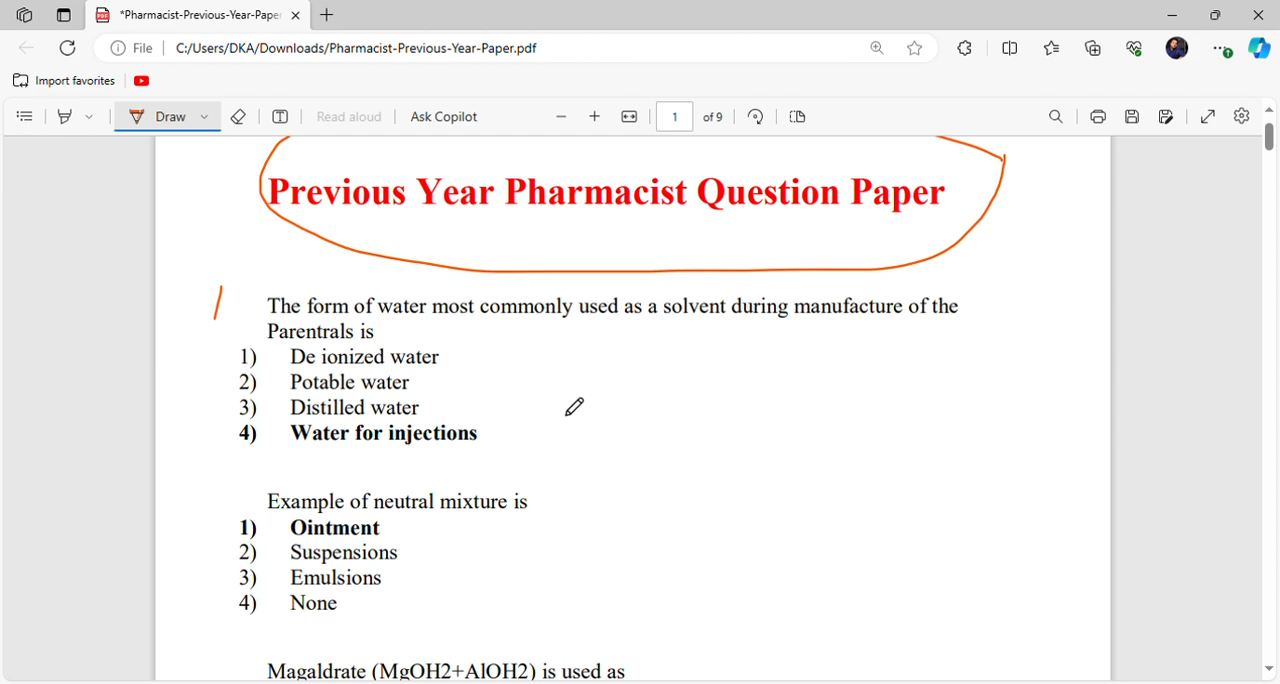 *Pharmacist-Previous-Year-Paper
File C:/Users/DKA/Downloads/Pharmacist-Previous-Year-Paper.pdf
Import favorites
Draw Read aloud Ask Copilot 1 of 9
Previous Year Pharmacist Question Paper
The form of water most commonly used as a solvent during manufacture of the
Parentrals is
1) De ionized water
2) Potable water
3) Distilled water
4) Water for injections
Example of neutral mixture is
1) Ointment
2) Suspensions
3) Emulsions
4) None
Magaldrate (MgOH2+AlOH2) is used as